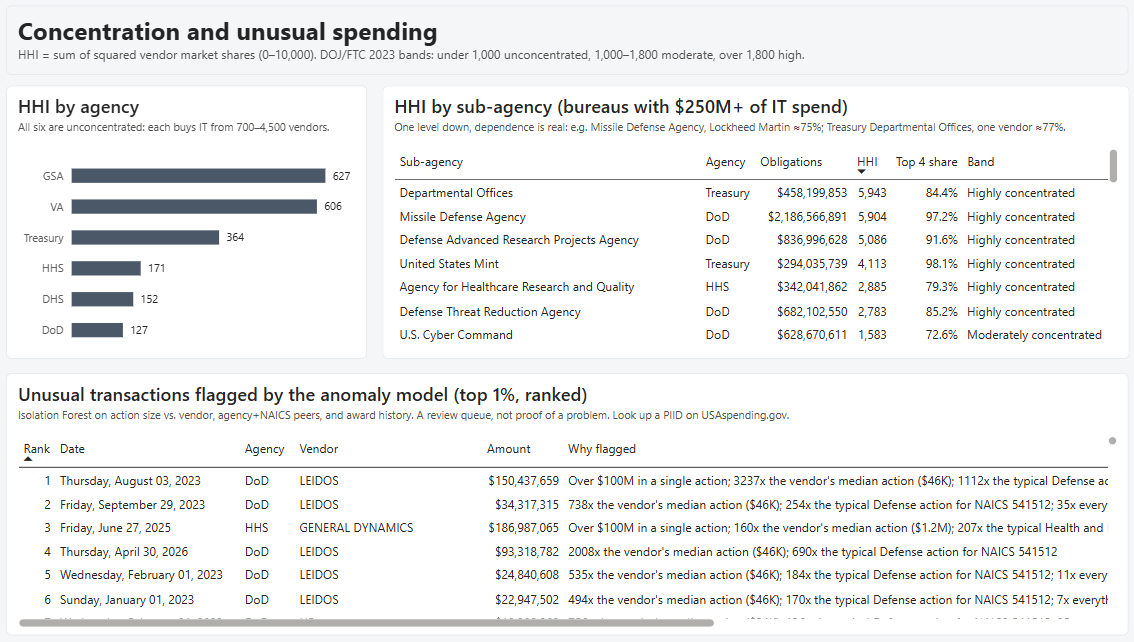 Concentration and unusual spending
HHI = sum of squared vendor market shares (0–10,000). DOJ/FTC 2023 bands: under 1,000 unconcentrated, 1,000–1,800 moderate, over 1,800 high.
HHI by agency
All six are unconcentrated: each buys IT from 700–4,500 vendors.
GSA 627
VA 606
Treasury 364
HHS 171
DHS 152
DoD 127
HHI by sub-agency (bureaus with $250M+ of IT spend)
One level down, dependence is real: e.g. Missile Defense Agency, Lockheed Martin ≈75%; Treasury Departmental Offices, one vendor ≈77%.
Sub-agency Agency Obligations HHI Top 4 share Band
Departmental Offices Treasury $458,199,853 5,943 84.4% Highly concentrated
Missile Defense Agency DoD $2,186,566,891 5,904 97.2% Highly concentrated
Defense Advanced Research Projects Agency DoD $836,996,628 5,086 91.6% Highly concentrated
United States Mint Treasury $294,035,739 4,113 98.1% Highly concentrated
Agency for Healthcare Research and Quality HHS $342,041,862 2,885 79.3% Highly concentrated
Defense Threat Reduction Agency DoD $682,102,550 2,783 85.2% Highly concentrated
U.S. Cyber Command DoD $628,670,611 1,583 72.6% Moderately concentrated
Unusual transactions flagged by the anomaly model (top 1%, ranked)
Isolation Forest on action size vs. vendor, agency+NAICS peers, and award history. A review queue, not proof of a problem. Look up a PIID on USAspending.gov.
Rank Date Agency Vendor Amount Why flagged
1 Thursday, August 03, 2023 DoD LEIDOS $150,437,659 Over $100M in a single action; 3237x the vendor's median action ($46K); 1112x the typical Defense ac
2 Friday, September 29, 2023 DoD LEIDOS $34,317,315 738x the vendor's median action ($46K); 254x the typical Defense action for NAICS 541512; 35x every
3 Friday, June 27, 2025 HHS GENERAL DYNAMICS $186,987,065 Over $100M in a single action; 160x the vendor's median action ($1.2M); 207x the typical Health and
4 Thursday, April 30, 2026 DoD LEIDOS $93,318,782 2008x the vendor's median action ($46K); 690x the typical Defense action for NAICS 541512
5 Wednesday, February 01, 2023 DoD LEIDOS $24,840,608 535x the vendor's median action ($46K); 184x the typical Defense action for NAICS 541512; 11x every
6 Sunday, January 01, 2023 DoD LEIDOS $22,947,502 494x the vendor's median action ($46K); 170x the typical Defense action for NAICS 541512; 7x everyth